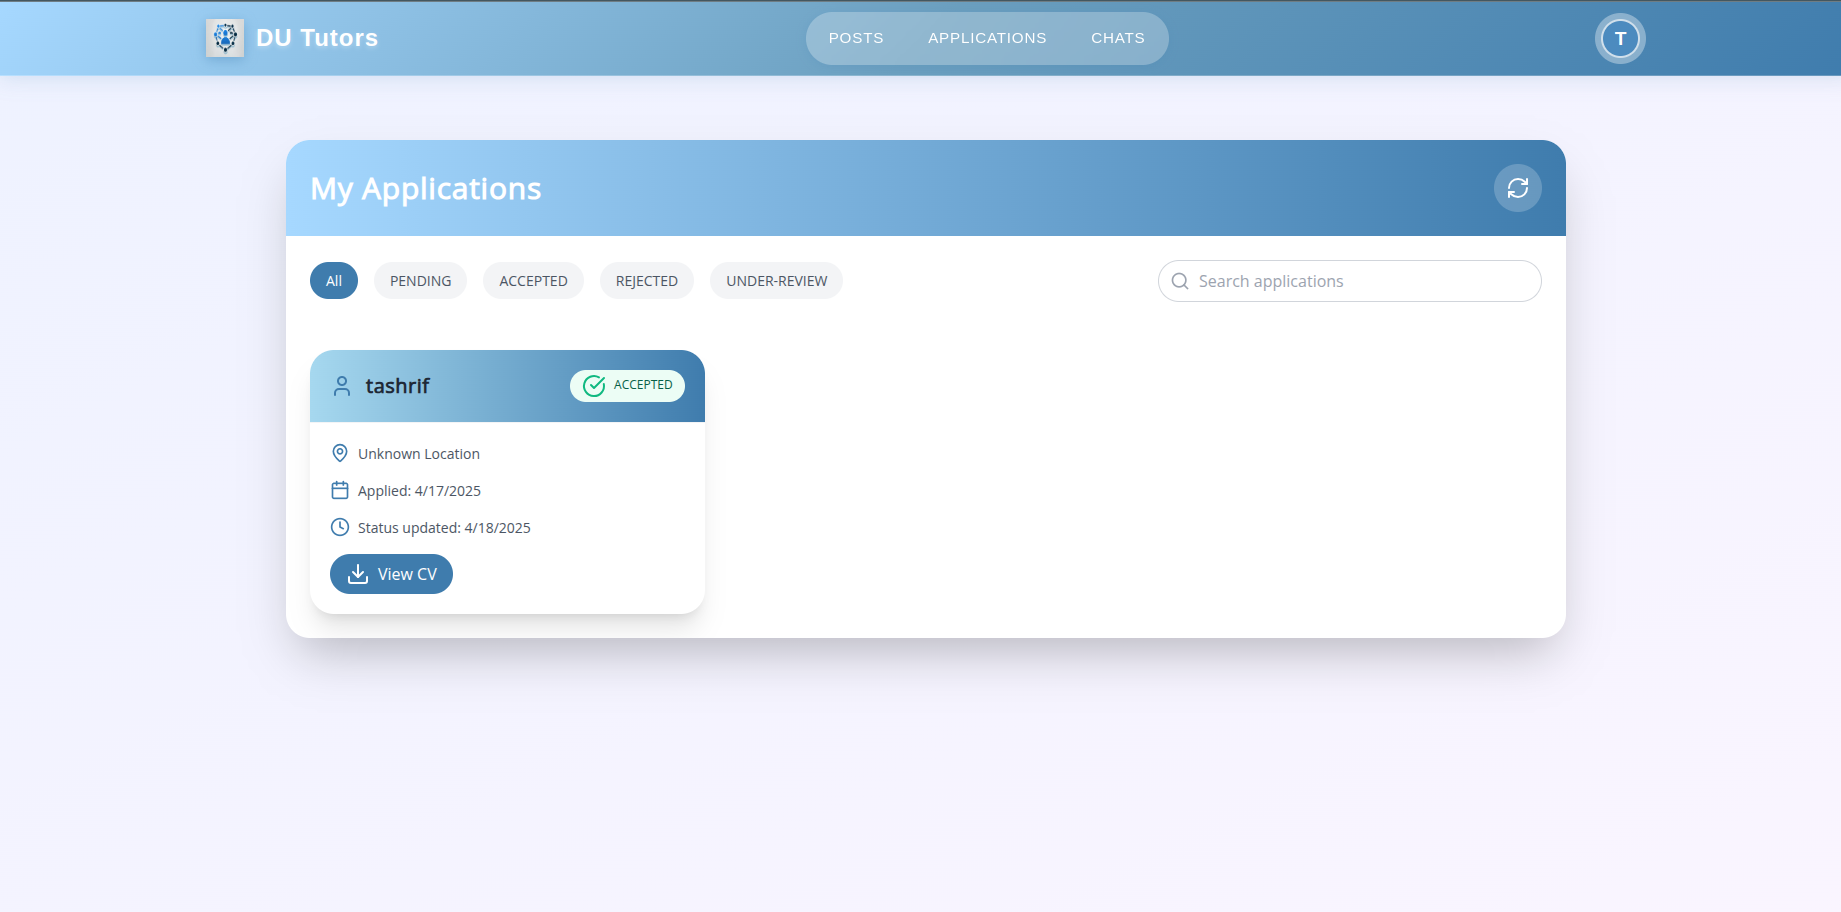 DU Tutors
POSTS APPLICATIONS CHATS
T
My Applications
All PENDING ACCEPTED REJECTED UNDER-REVIEW
Search applications
tashrif
ACCEPTED
Unknown Location
Applied: 4/17/2025
Status updated: 4/18/2025
View CV